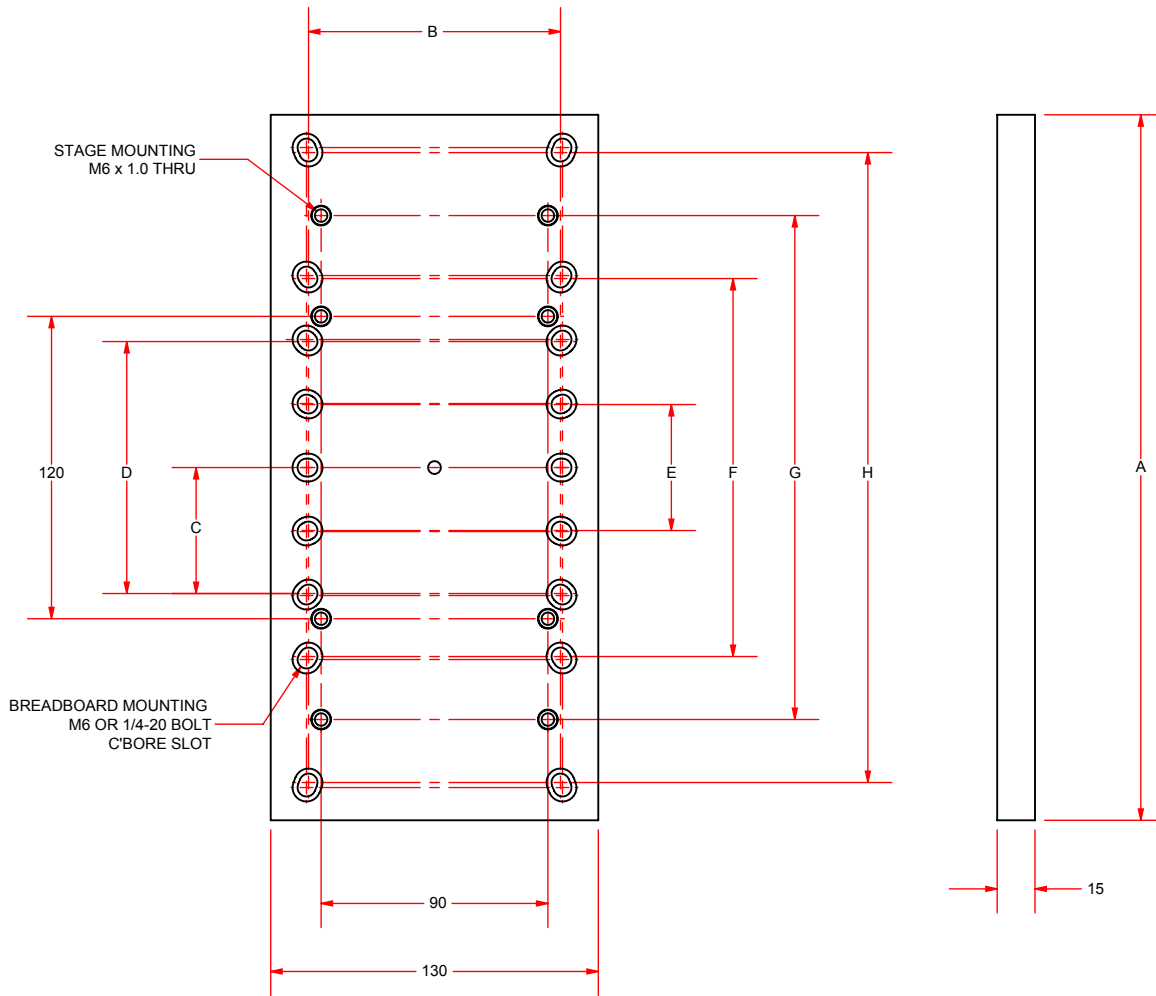 B
STAGE MOUNTING
M6 x 1.0 THRU
120
D
C
E
F
G
H
A
BREADBOARD MOUNTING
M6 OR 1/4-20 BOLT
C'BORE SLOT
90
15
130